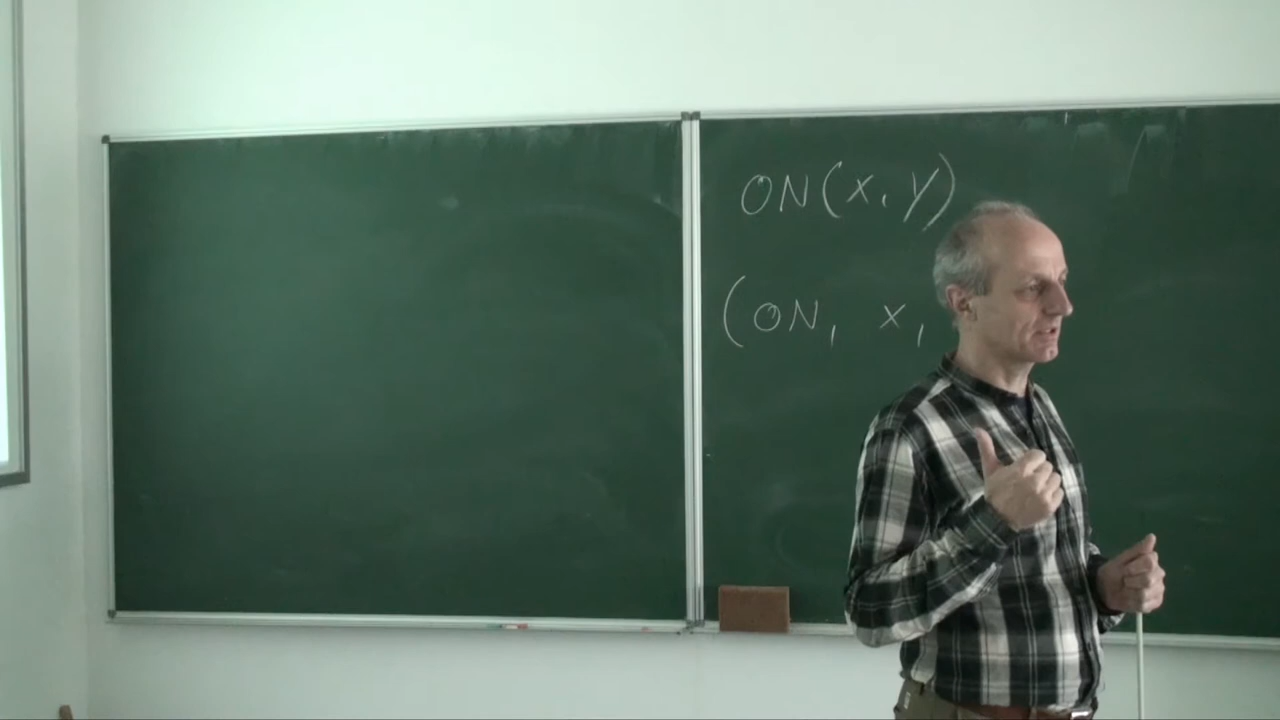 ON(x, y)
(ON, x,